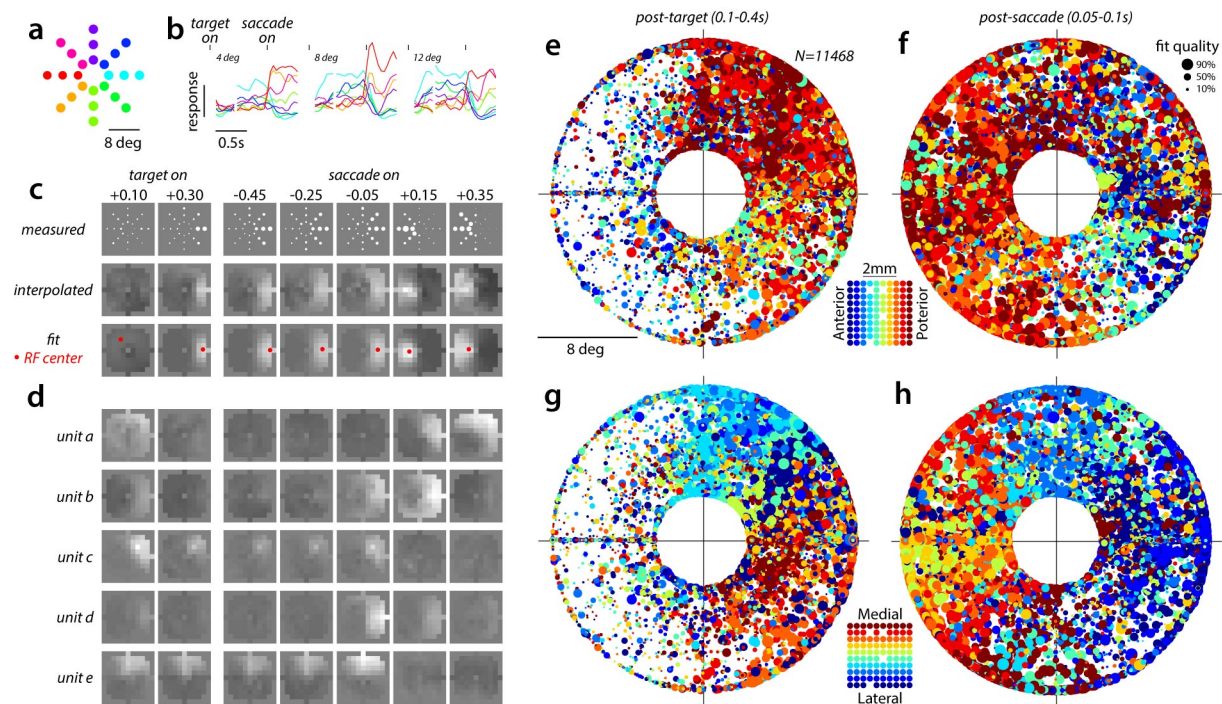 a
8 deg
b
target on
saccade on
4 deg
8 deg
12 deg
response
0.5s
c
target on
saccade on
+0.10
+0.30
-0.45
-0.25
-0.05
+0.15
+0.35
measured
interpolated
fit
• RF center
d
unit a
unit b
unit c
unit d
unit e
post-target (0.1-0.4s)
e
N=11468
8 deg
2mm
Anterior
Poterior
post-saccade (0.05-0.1s)
f
fit quality
90%
50%
10%
g
Medial
Lateral
h